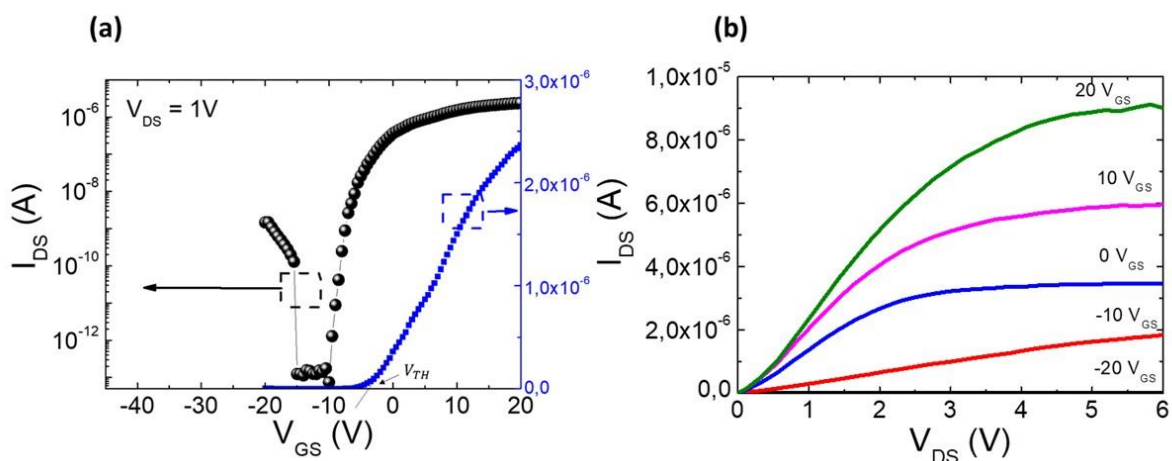 (a)
V_DS = 1V
I_DS (A)
10^-6
10^-8
10^-10
10^-12
-40 -30 -20 -10 0 10 20
V_GS (V)
V_TH
3,0x10^-6
2,0x10^-6
1,0x10^-6
0,0
(b)
I_DS (A)
1,0x10^-5
8,0x10^-6
6,0x10^-6
4,0x10^-6
2,0x10^-6
0,0
20 V_GS
10 V_GS
0 V_GS
-10 V_GS
-20 V_GS
0 1 2 3 4 5 6
V_DS (V)